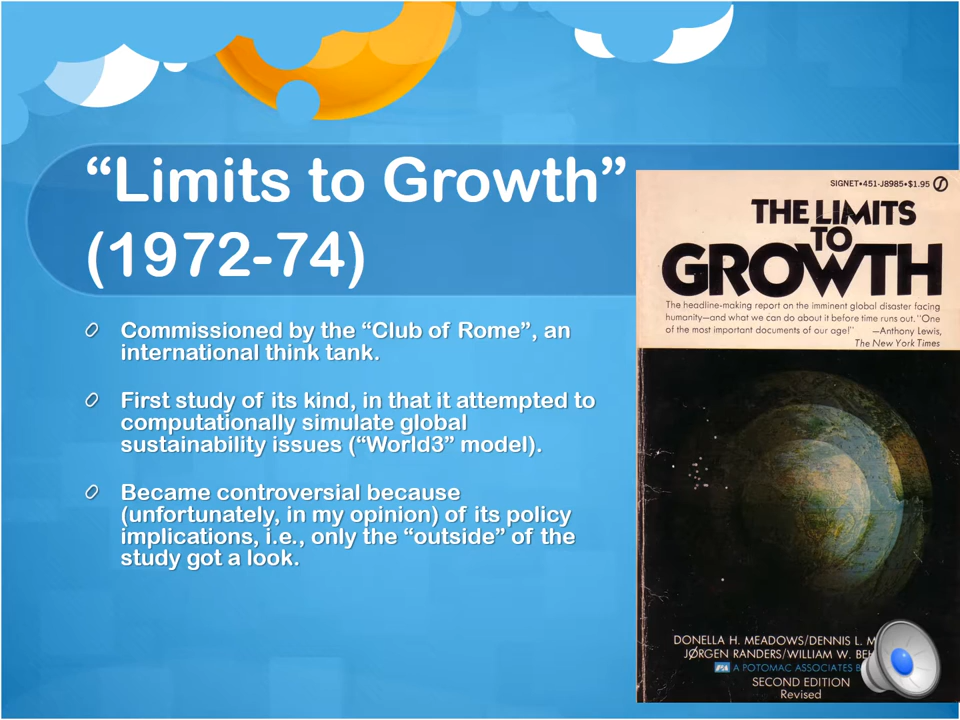 “Limits to Growth”
(1972-74)
Commissioned by the “Club of Rome”, an
international think tank.
First study of its kind, in that it attempted to
computationally simulate global
sustainability issues (“World3” model).
Became controversial because
(unfortunately, in my opinion) of its policy
implications, i.e., only the “outside” of the
study got a look.
SIGNET•451-J8985•$1.95
THE LIMITS
TO
GROWTH
The headline-making report on the imminent global disaster facing
humanity—and what we can do about it before time runs out. “One
of the most important documents of our age!” —Anthony Lewis,
The New York Times
DONELLA H. MEADOWS/DENNIS L. M
JØRGEN RANDERS/WILLIAM W. BEH
A POTOMAC ASSOCIATES B
SECOND EDITION
Revised